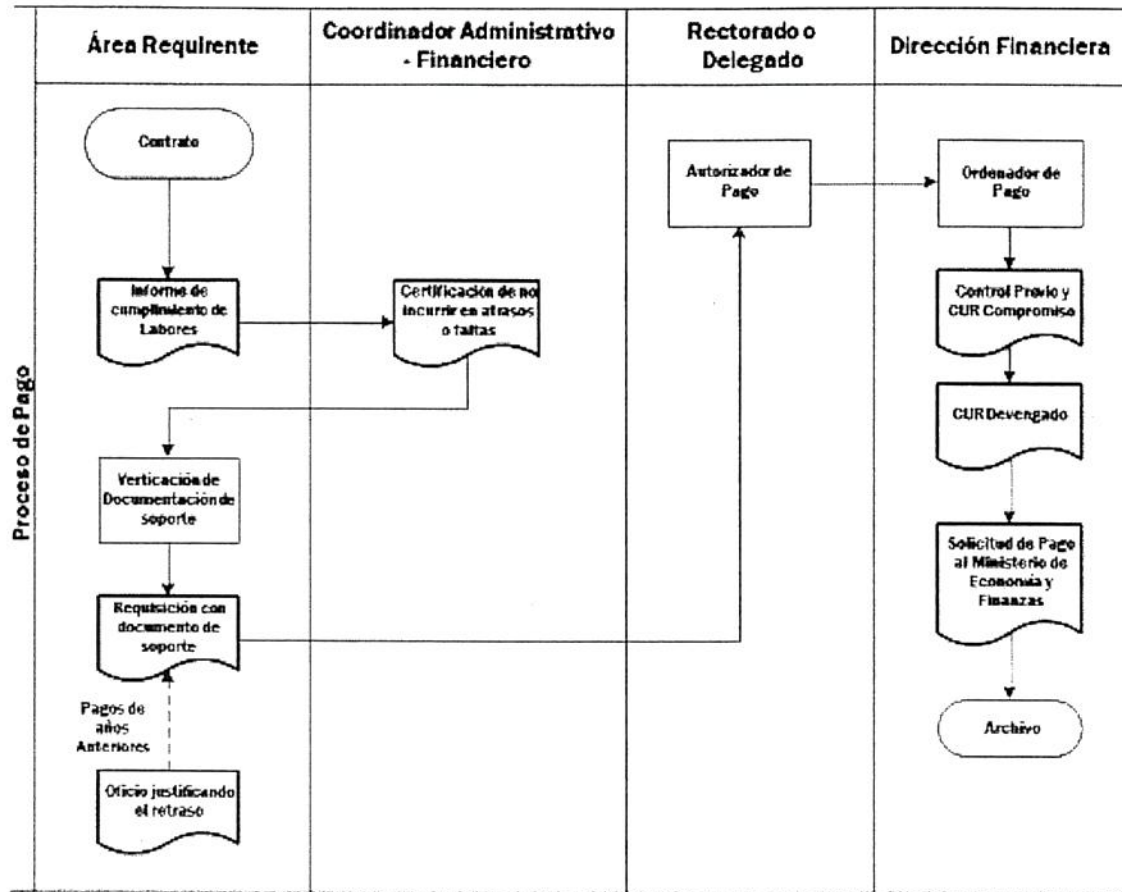 Área Requirente
Coordinador Administrativo
- Financiero
Rectorado o
Delegado
Dirección Financiera
Proceso de Pago
Contrato
Informe de
cumplimiento de
Labores
Certificación de no
incurrir en atrasos
o faltas
Verticación de
Documentación de
soporte
Requisición con
documento de
soporte
Pagos de
años
Anteriores
Oficio justificando
el retraso
Autorizador de
Pago
Ordenador de
Pago
Control Previo y
CUR Compromiso
CUR Devengado
Solicitud de Pago
al Ministerio de
Economía y
Finanzas
Archivo